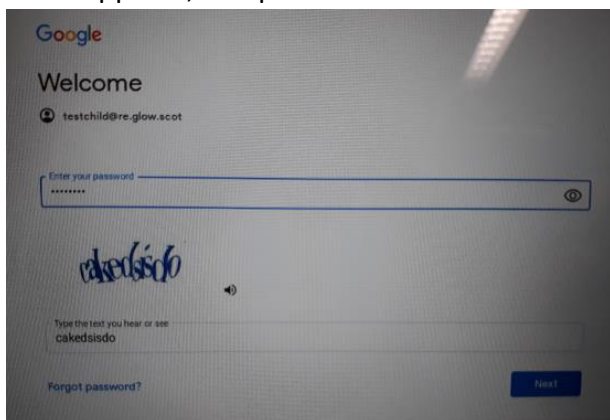 Google
Welcome
testchild@re.glow.scot
Enter your password
••••••••
cakedsisdo
Type the text you hear or see
cakedsisdo
Forgot password?
Next